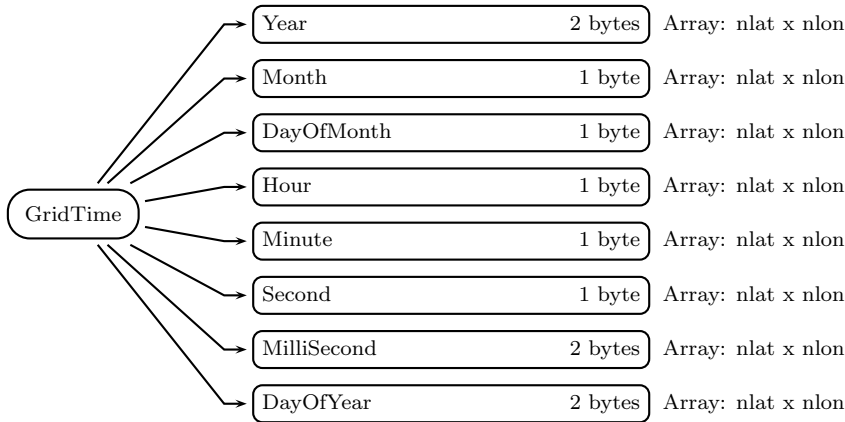 Year 2 bytes Array: nlat x nlon
Month 1 byte Array: nlat x nlon
DayOfMonth 1 byte Array: nlat x nlon
Hour 1 byte Array: nlat x nlon
GridTime
Minute 1 byte Array: nlat x nlon
Second 1 byte Array: nlat x nlon
MilliSecond 2 bytes Array: nlat x nlon
DayOfYear 2 bytes Array: nlat x nlon